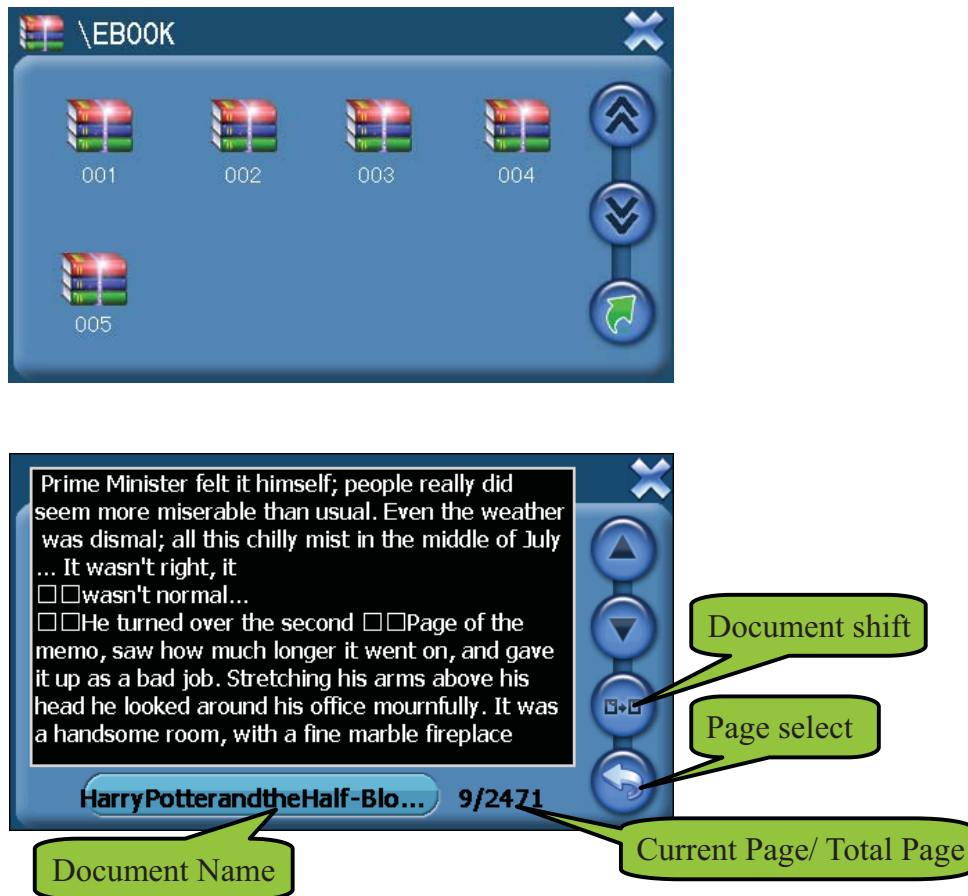 \EBOOK
001 002 003 004
005
Prime Minister felt it himself; people really did
seem more miserable than usual. Even the weather
was dismal; all this chilly mist in the middle of July
... It wasn't right, it
□□wasn't normal...
□□He turned over the second □□Page of the
memo, saw how much longer it went on, and gave
it up as a bad job. Stretching his arms above his
head he looked around his office mournfully. It was
a handsome room, with a fine marble fireplace
Document shift
Page select
HarryPotterandtheHalf-Blo... 9/2471
Current Page/ Total Page
Document Name